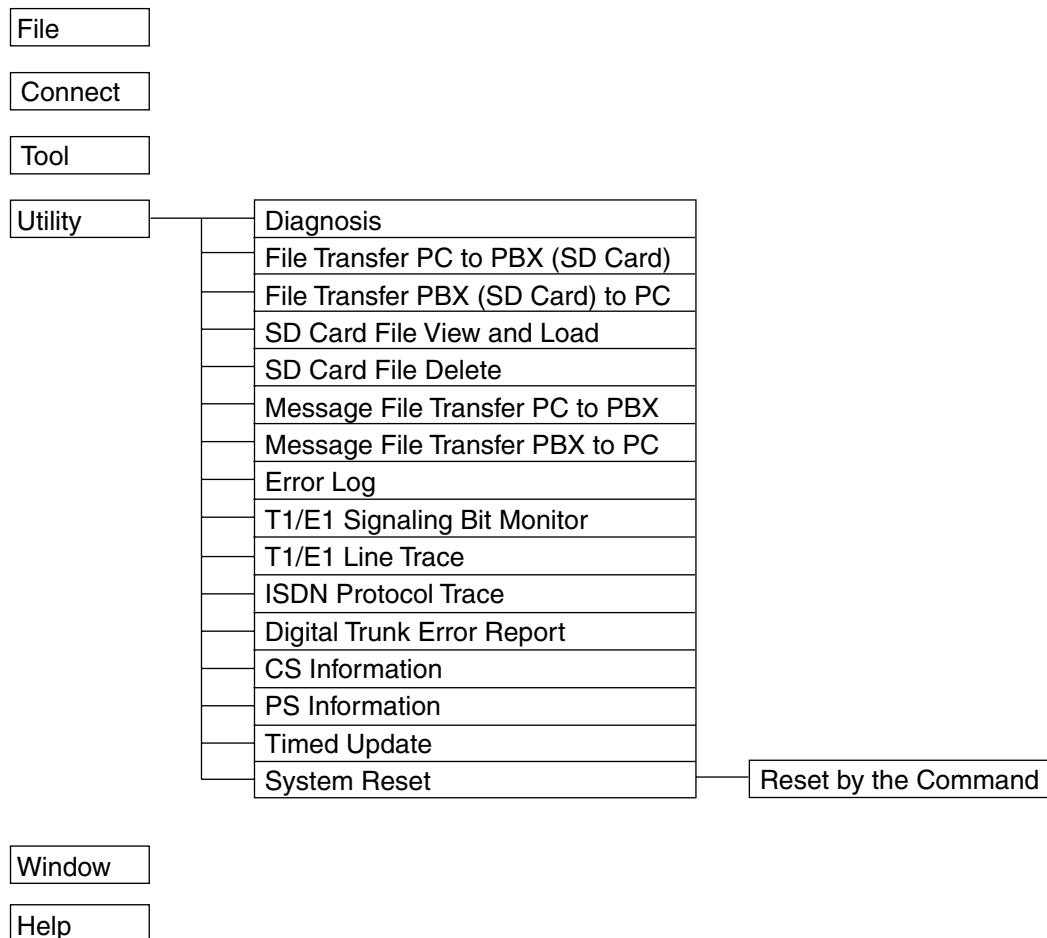 File
Connect
Tool
Utility
Diagnosis
File Transfer PC to PBX (SD Card)
File Transfer PBX (SD Card) to PC
SD Card File View and Load
SD Card File Delete
Message File Transfer PC to PBX
Message File Transfer PBX to PC
Error Log
T1/E1 Signaling Bit Monitor
T1/E1 Line Trace
ISDN Protocol Trace
Digital Trunk Error Report
CS Information
PS Information
Timed Update
System Reset
Reset by the Command
Window
Help